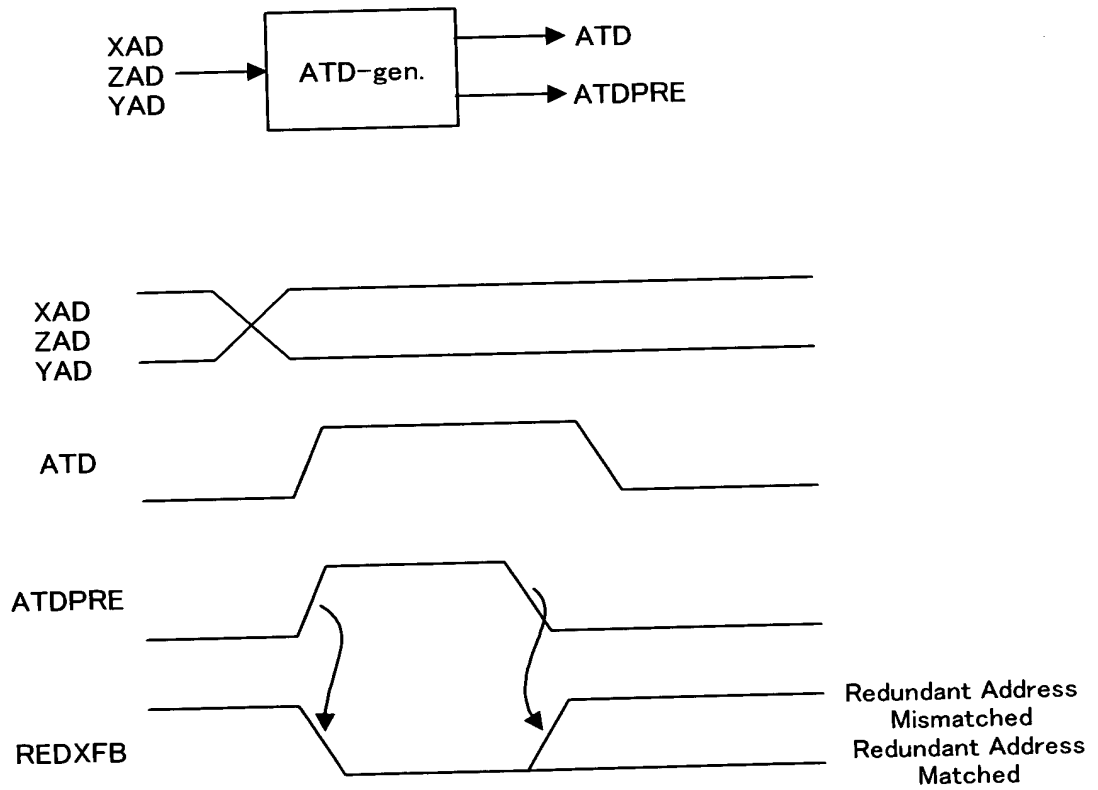 XAD
ZAD
YAD
ATD-gen.
ATD
ATDPRE
XAD
ZAD
YAD
ATD
ATDPRE
REDXFB
Redundant Address
Mismatched
Redundant Address
Matched